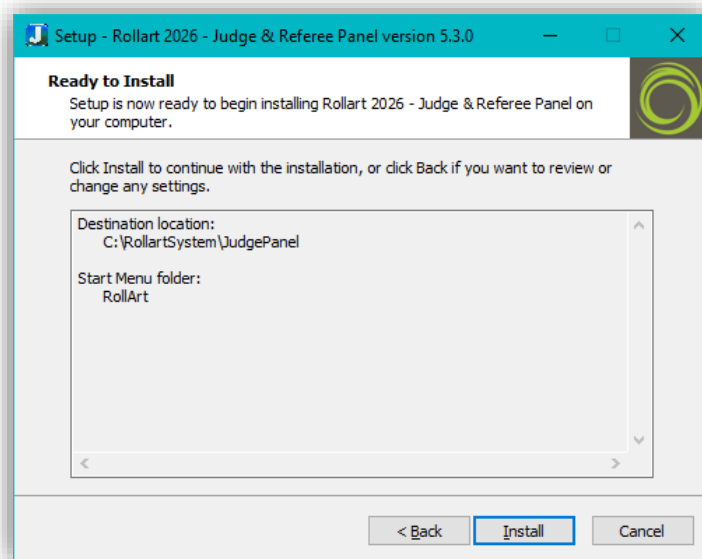 J Setup - Rollart 2026 - Judge & Referee Panel version 5.3.0
Ready to Install
Setup is now ready to begin installing Rollart 2026 - Judge & Referee Panel on
your computer.
Click Install to continue with the installation, or click Back if you want to review or
change any settings.
Destination location:
C:\RollartSystem\JudgePanel
Start Menu folder:
RollArt
< Back Install Cancel